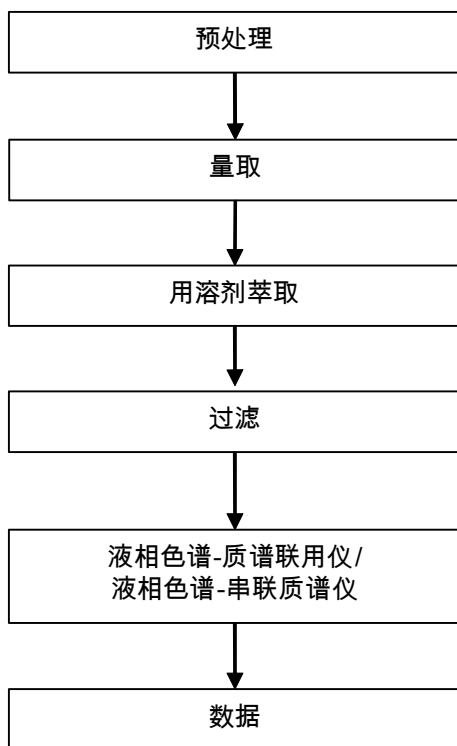 预处理
量取
用溶剂萃取
过滤
液相色谱-质谱联用仪/
液相色谱-串联质谱仪
数据